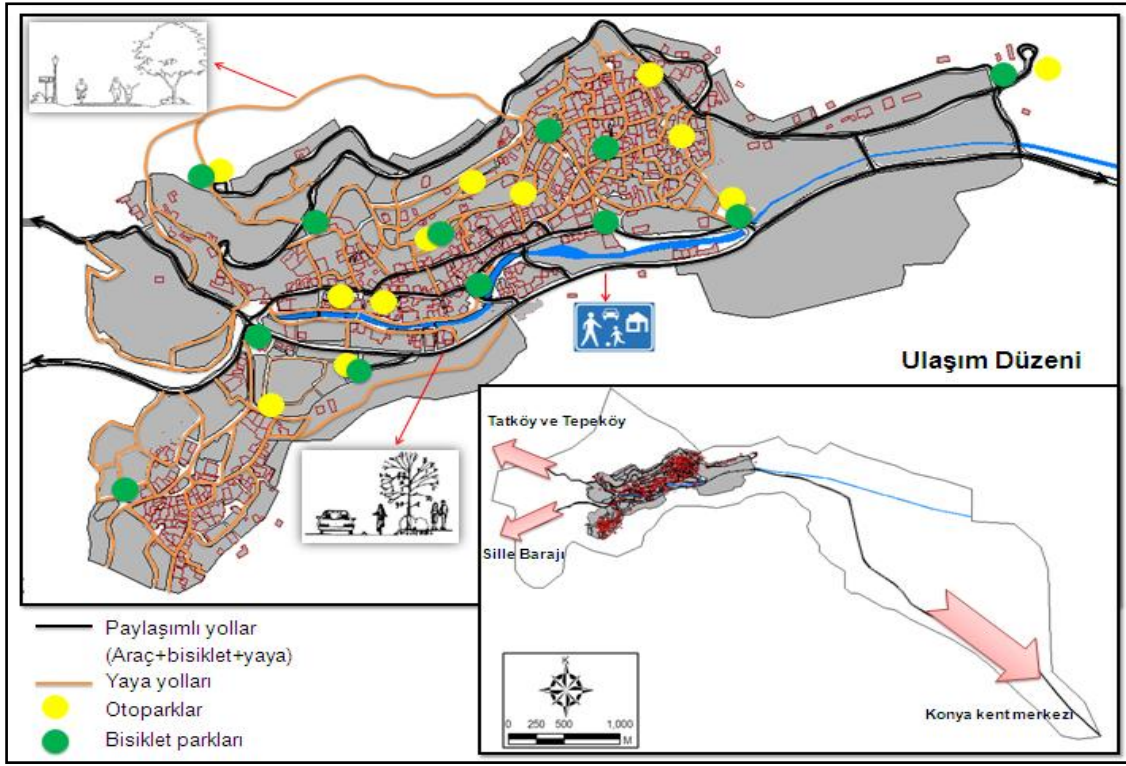 Ulaşım Düzeni
Tatköy ve Tepeköy
Sille Barajı
Konya kent merkezi
K
0 250 500 1,000
M
Paylaşımlı yollar
(Araç+bisiklet+yaya)
Yaya yolları
Otoparklar
Bisiklet parkları